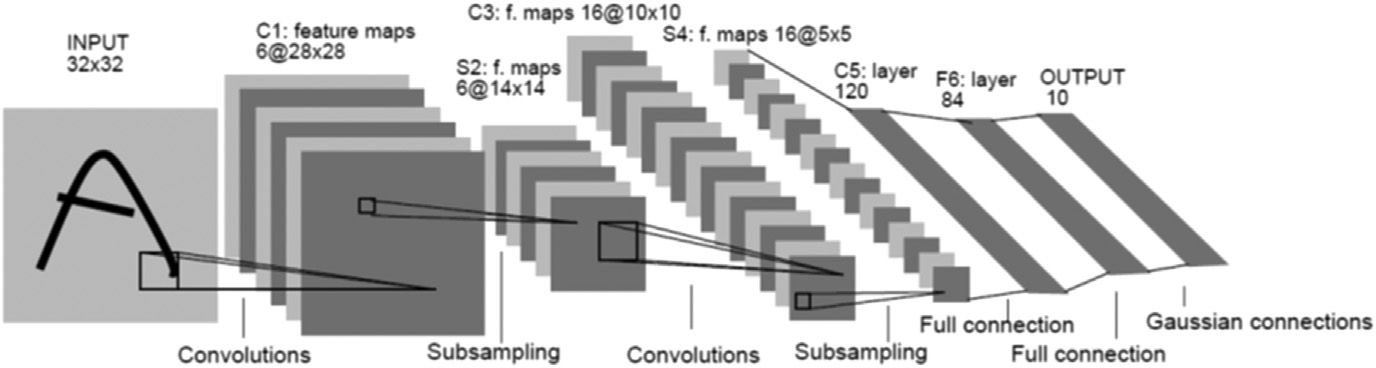 INPUT
32x32
C1: feature maps
6@28x28
S2: f. maps
6@14x14
C3: f. maps 16@10x10
S4: f. maps 16@5x5
C5: layer
120
F6: layer
84
OUTPUT
10
Convolutions
Subsampling
Convolutions
Subsampling
Full connection
Full connection
Gaussian connections